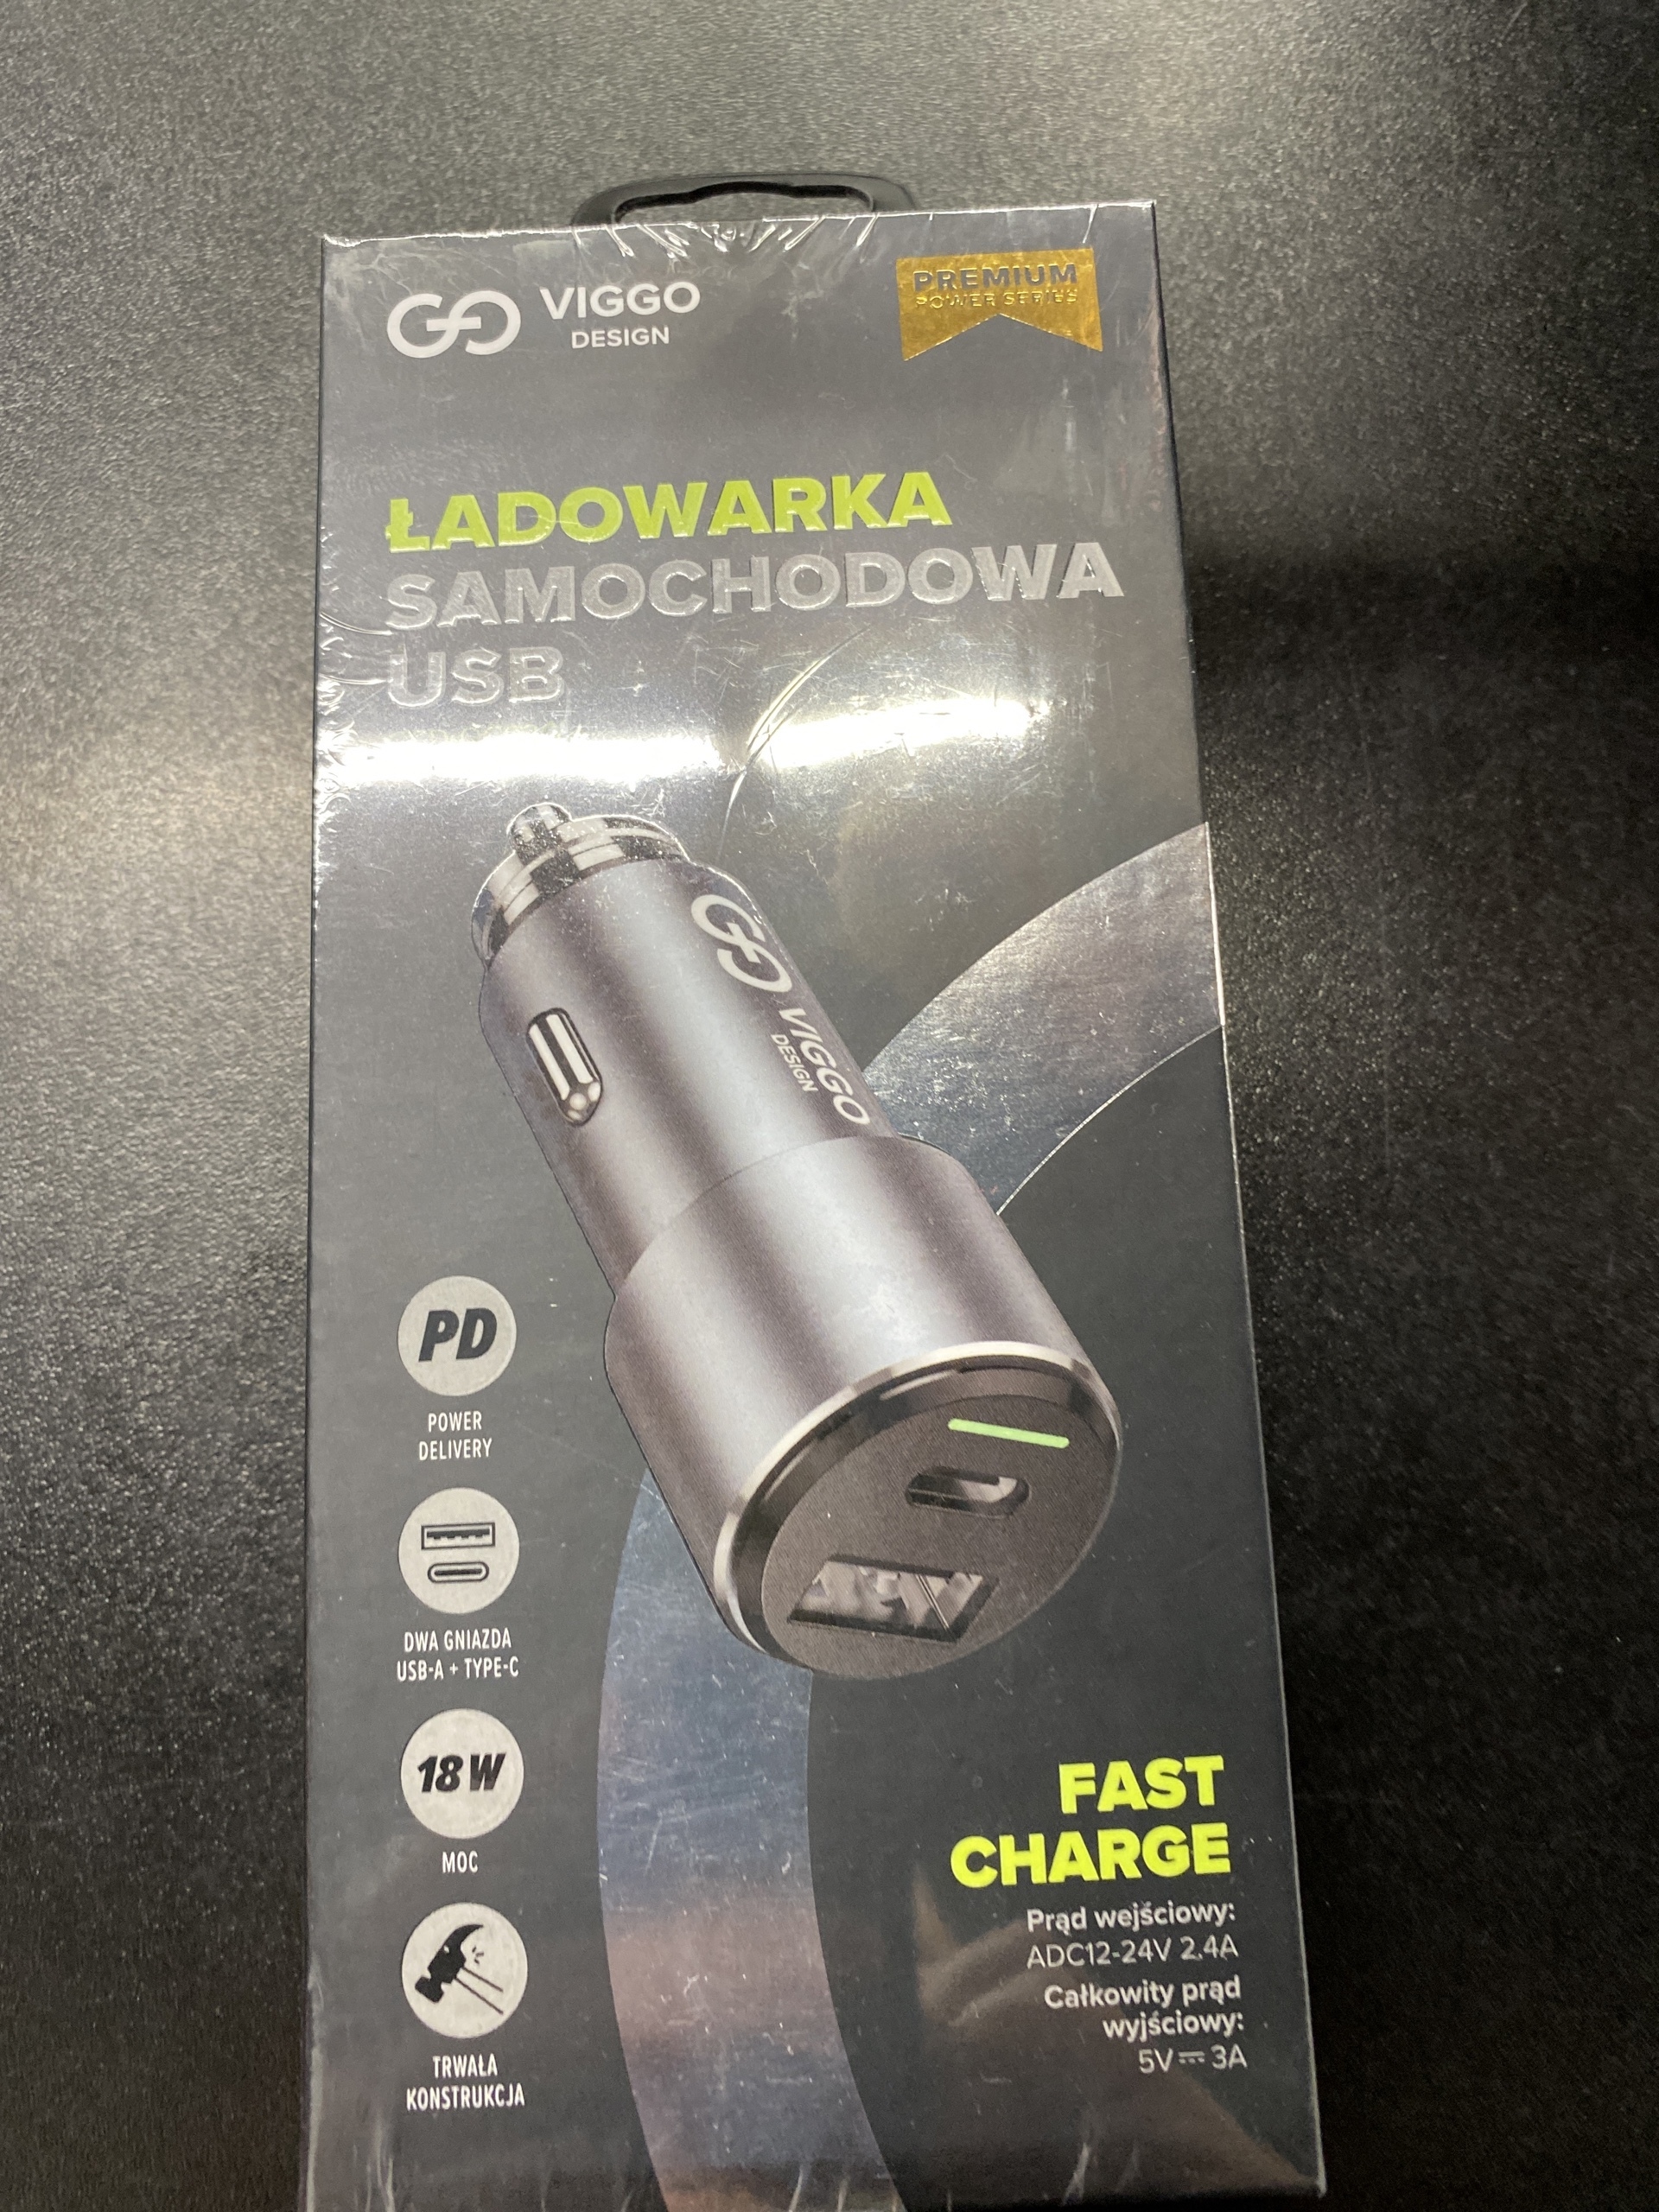 VIGGO
DESIGN
PREMIUM
POWER SERIES
ŁADOWARKA
SAMOCHODOWA
USB
VIGGO
DESIGN
PD
POWER
DELIVERY
DWA GNIAZDA
USB-A + TYPE-C
18 W
MOC
TRWAŁA
KONSTRUKCJA
FAST
CHARGE
Prąd wejściowy:
ADC12-24V 2.4A
Całkowity prąd
wyjściowy:
5V⎓3A